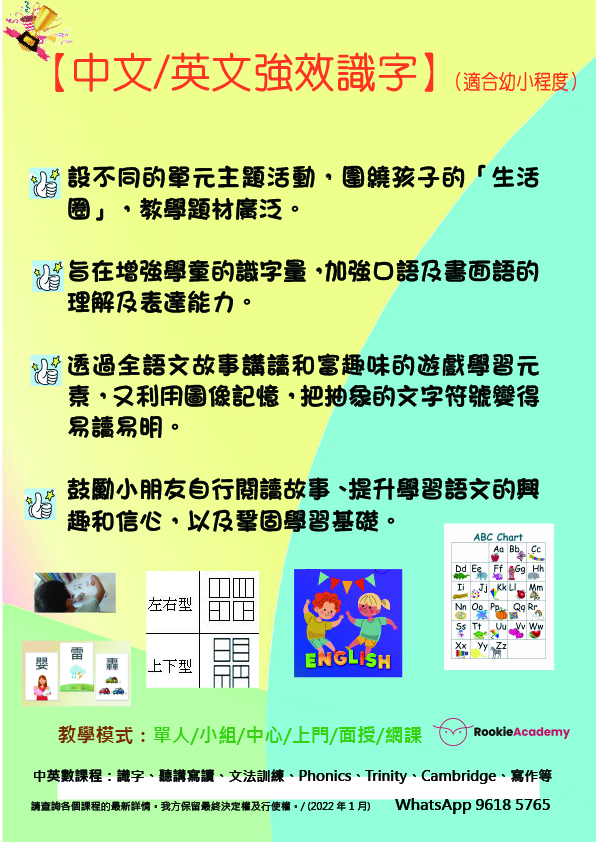 【中文/英文強效識字】（適合幼小程度）
設不同的單元主題活動，圍繞孩子的「生活
圈」，教學題材廣泛。
旨在增強學童的識字量，加強口語及書面語的
理解及表達能力。
透過全語文故事講讀和富趣味的遊戲學習元
素，又利用圖像記憶，把抽象的文字符號變得
易讀易明。
鼓勵小朋友自行閱讀故事、提升學習語文的興
趣和信心，以及鞏固學習基礎。
ABC Chart
Aa Bb Cc
Dd Ee Ff Gg Hh
Ii Jj Kk Ll Mm
Nn Oo Pp Qq Rr
Ss Tt Uu Vv Ww
Xx Yy Zz
左右型
上下型
ENGLISH
嬰 雷 轟
教學模式：單人/小組/中心/上門/面授/網課
RookieAcademy
中英數課程：識字、聽講寫讀、文法訓練、Phonics、Trinity、Cambridge、寫作等
請查詢各個課程的最新詳情。我方保留最終決定權及行使權。/ (2022 年 1 月)
WhatsApp 9618 5765